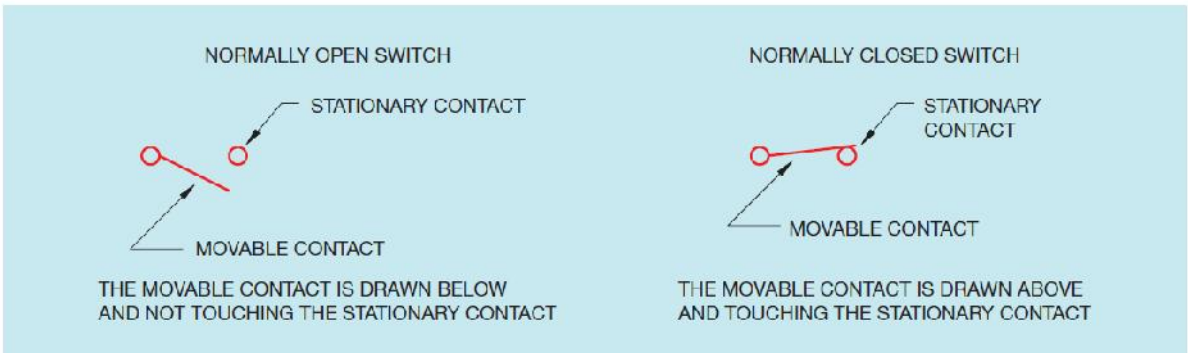 NORMALLY OPEN SWITCH
STATIONARY CONTACT
MOVABLE CONTACT
THE MOVABLE CONTACT IS DRAWN BELOW
AND NOT TOUCHING THE STATIONARY CONTACT
NORMALLY CLOSED SWITCH
STATIONARY
CONTACT
MOVABLE CONTACT
THE MOVABLE CONTACT IS DRAWN ABOVE
AND TOUCHING THE STATIONARY CONTACT